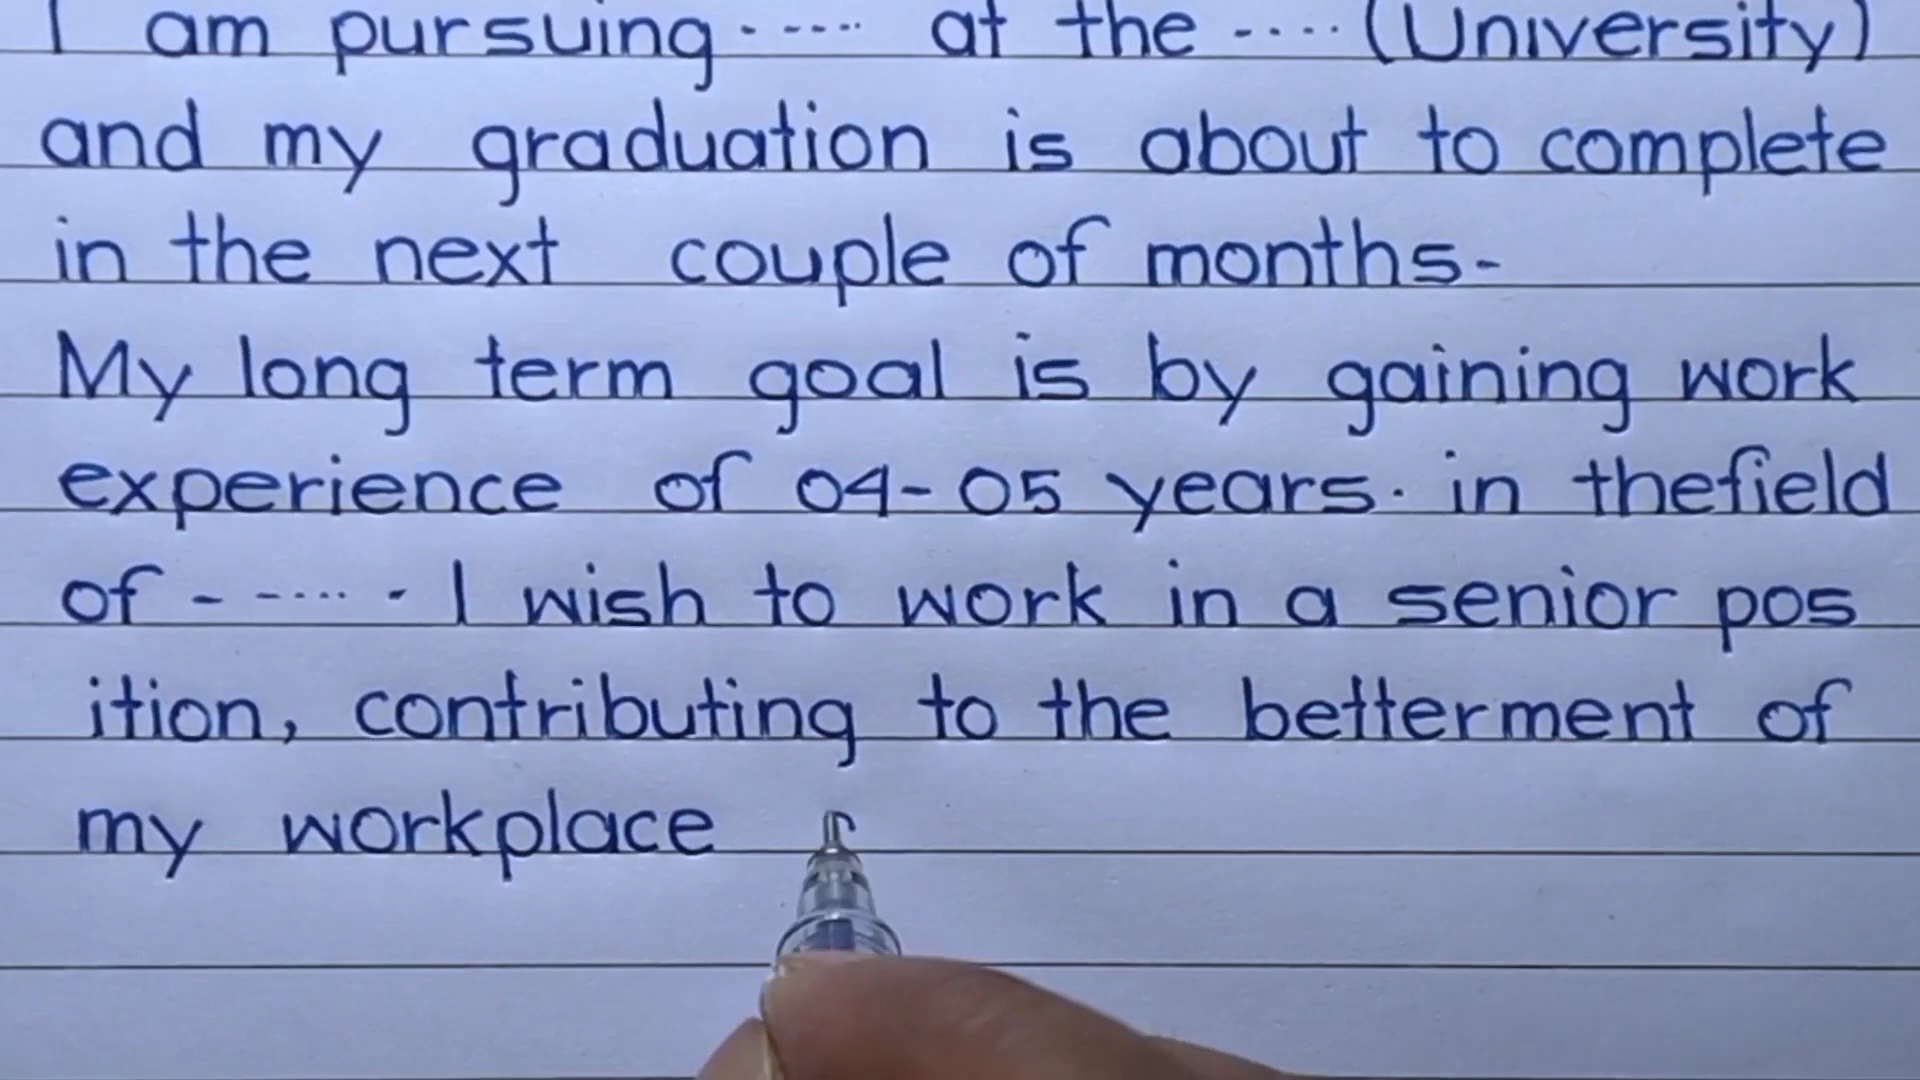 I am pursuing ..... at the .... (University)
and my graduation is about to complete
in the next couple of months-
My long term goal is by gaining work
experience of 04-05 years. in thefield
of - - .... - I wish to work in a senior pos
ition, contributing to the betterment of
my workplace